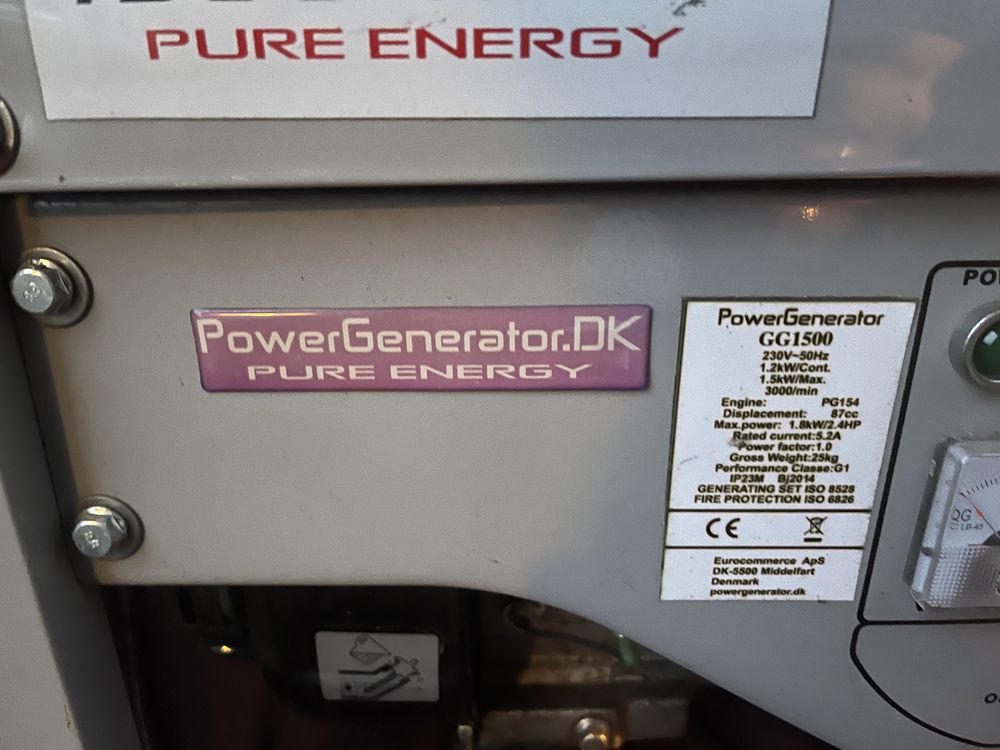 PURE ENERGY
PowerGenerator.DK
PURE ENERGY
PowerGenerator
GG1500
230V~50Hz
1.2kW/Cont.
1.5kW/Max.
3000/min
Engine: PG154
Displacement: 87cc
Max.power: 1.8kW/2.4HP
Rated current:5.2A
Power factor:1.0
Gross Weight:25kg
Performance Classe:G1
IP23M Bj2014
GENERATING SET ISO 8528
FIRE PROTECTION ISO 6826
CE
Eurocommerce ApS
DK-5500 Middelfart
Denmark
powergenerator.dk
QG